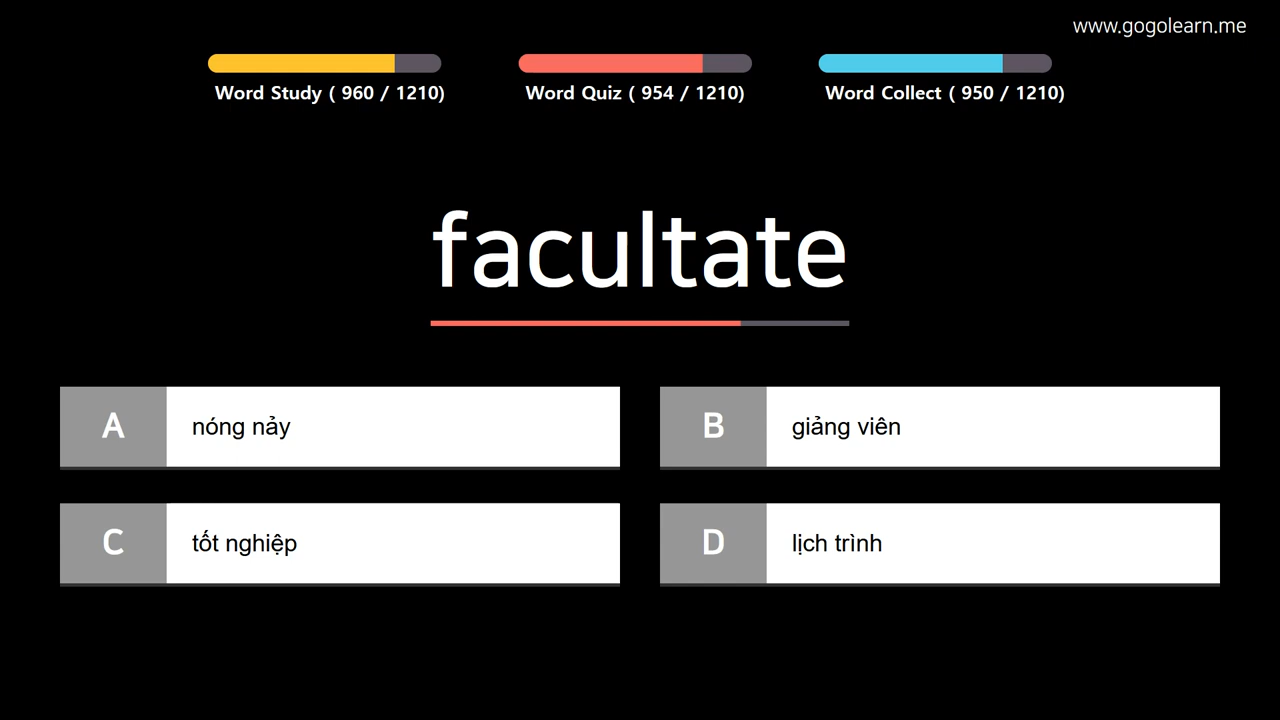 www.gogolearn.me
Word Study ( 960 / 1210)
Word Quiz ( 954 / 1210)
Word Collect ( 950 / 1210)
facultate
A
nóng nảy
B
giảng viên
C
tốt nghiệp
D
lịch trình